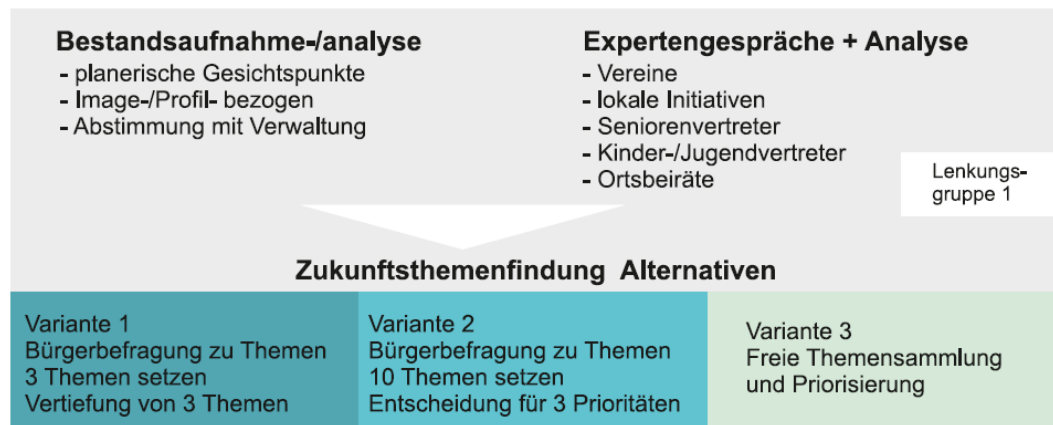 Bestandsaufnahme-/analyse
- planerische Gesichtspunkte
- Image-/Profil- bezogen
- Abstimmung mit Verwaltung
Expertengespräche + Analyse
- Vereine
- lokale Initiativen
- Seniorenvertreter
- Kinder-/Jugendvertreter
- Ortsbeiräte
Lenkungs-
gruppe 1
Zukunftsthemenfindung Alternativen
Variante 1
Bürgerbefragung zu Themen
3 Themen setzen
Vertiefung von 3 Themen
Variante 2
Bürgerbefragung zu Themen
10 Themen setzen
Entscheidung für 3 Prioritäten
Variante 3
Freie Themensammlung
und Priorisierung